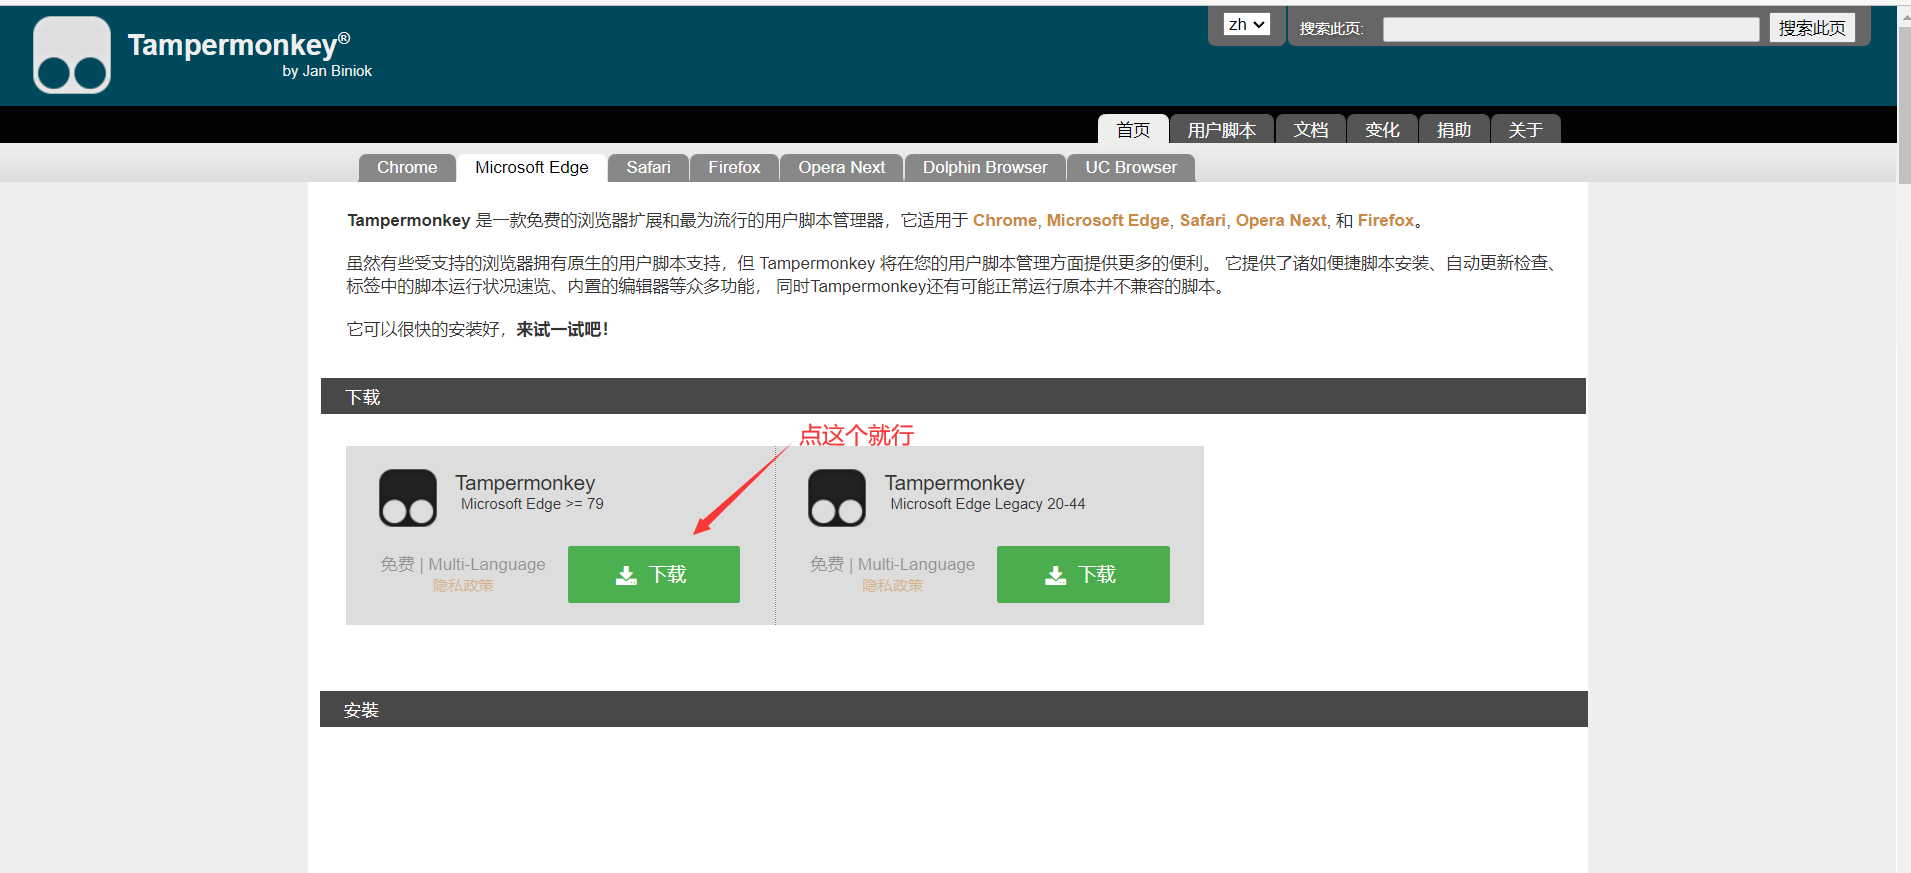 Tampermonkey®
by Jan Biniok
zh
搜索此页:
搜索此页
首页
用户脚本
文档
变化
捐助
关于
Chrome
Microsoft Edge
Safari
Firefox
Opera Next
Dolphin Browser
UC Browser
Tampermonkey 是一款免费的浏览器扩展和最为流行的用户脚本管理器，它适用于 Chrome, Microsoft Edge, Safari, Opera Next, 和 Firefox。
虽然有些受支持的浏览器拥有原生的用户脚本支持，但 Tampermonkey 将在您的用户脚本管理方面提供更多的便利。 它提供了诸如便捷脚本安装、自动更新检查、
标签中的脚本运行状况速览、内置的编辑器等众多功能， 同时Tampermonkey还有可能正常运行原本并不兼容的脚本。
它可以很快的安装好，来试一试吧！
下载
点这个就行
Tampermonkey
Microsoft Edge >= 79
免费 | Multi-Language
隐私政策
下载
Tampermonkey
Microsoft Edge Legacy 20-44
免费 | Multi-Language
隐私政策
下载
安裝